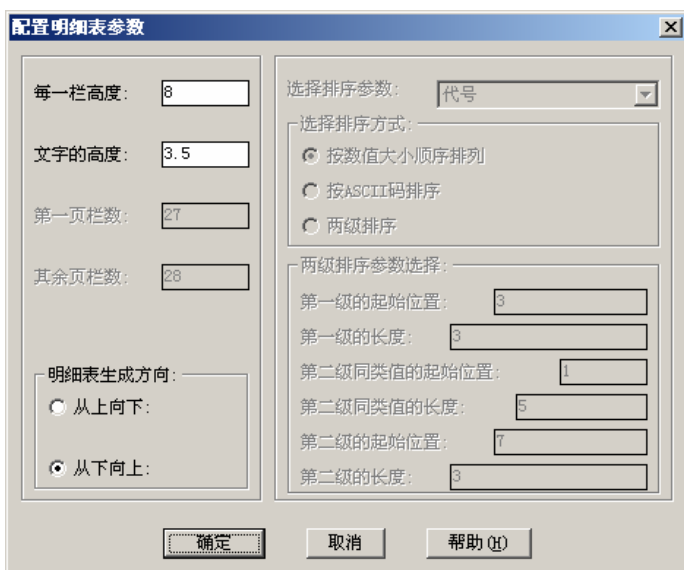 配置明细表参数
每一栏高度: 8
文字的高度: 3.5
第一页栏数: 27
其余页栏数: 28
明细表生成方向:
从上向下:
从下向上:
选择排序参数: 代号
选择排序方式:
按数值大小顺序排列
按ASCII码排序
两级排序
两级排序参数选择:
第一级的起始位置: 3
第一级的长度: 3
第二级同类值的起始位置: 1
第二级同类值的长度: 5
第二级的起始位置: 7
第二级的长度: 3
确定 取消 帮助(H)